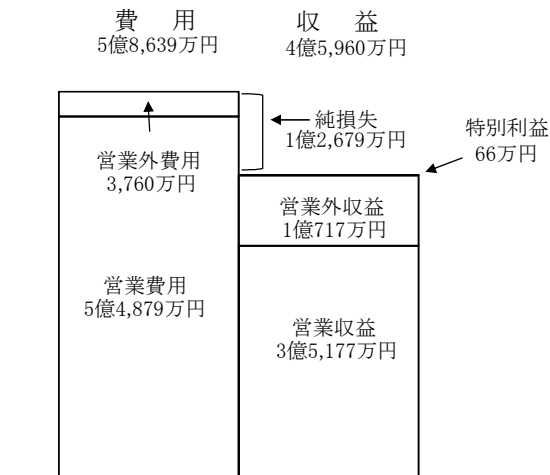 費　用
5億8,639万円
収　益
4億5,960万円
純損失
1億2,679万円
特別利益
66万円
営業外費用
3,760万円
営業外収益
1億717万円
営業費用
5億4,879万円
営業収益
3億5,177万円